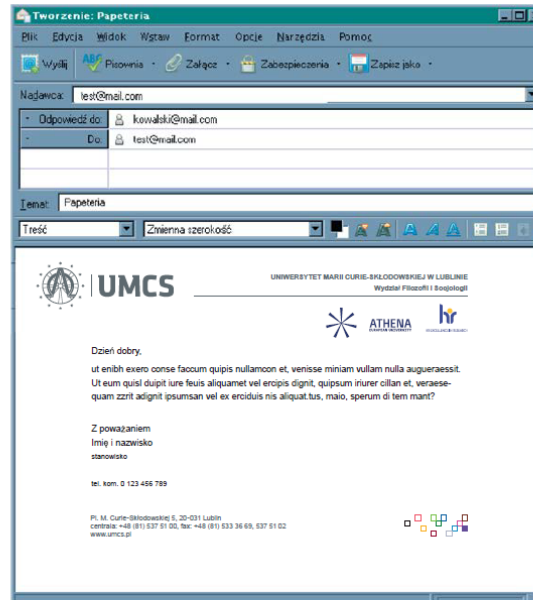 Tworzenie: Papeteria
Plik Edycja Widok Wstaw Format Opcje Narzędzia Pomoc
Wyślij ABC Pisownia Załącz Zabezpieczenia Zapisz jako
Nadawca: test@mail.com
Odpowiedź do: kowalski@mail.com
Do: test@mail.com
Temat: Papeteria
Treść Zmienna szerokość
UMCS
UNIWERSYTET MARII CURIE-SKŁODOWSKIEJ W LUBLINIE
Wydział Filozofii i Socjologii
ATHENA
EUROPEAN UNIVERSITY
hr
Dzień dobry,
ut enibh exero conse faccum quipis nullamcon et, venisse miniam vullam nulla augueraessit.
Ut eum quisl duipit iure feuis aliquamet vel ercipis dignit, quipsum iriurer cillan et, veraese-
quam zzrit adignit ipsumsan vel ex erciduis nis aliquat.tus, maio, sperum di tem mant?
Z poważaniem
Imię i nazwisko
stanowisko
tel. kom. 0 123 456 789
Pl. M. Curie-Skłodowskiej 5, 20-031 Lublin
centrala: +48 (81) 537 51 00, fax: +48 (81) 533 36 69, 537 51 02
www.umcs.pl